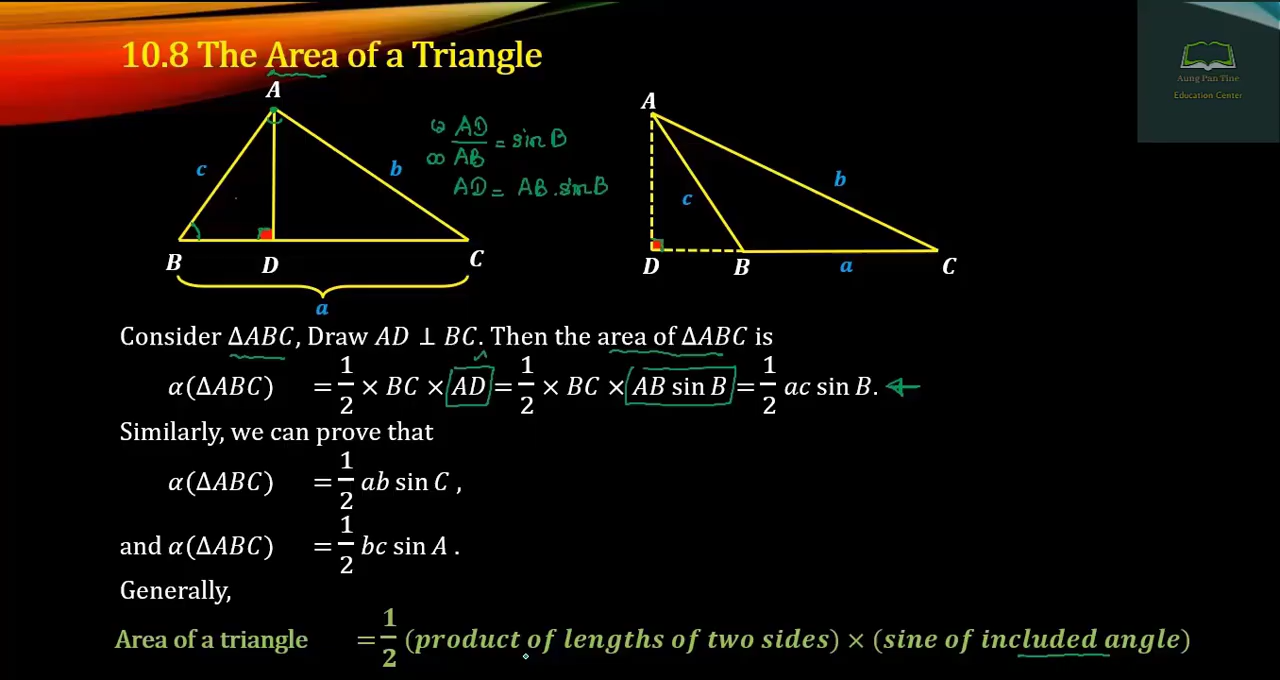 10.8 The Area of a Triangle
Aung Pan Tine
Education Center
A
c
b
B
D
C
a
AD/AB = sin B
AD = AB . sin B
A
c
b
D
B
a
C
Consider ΔABC, Draw AD ⊥ BC. Then the area of ΔABC is
α(ΔABC) = 1/2 × BC × AD = 1/2 × BC × AB sin B = 1/2 ac sin B.
Similarly, we can prove that
α(ΔABC) = 1/2 ab sin C ,
and α(ΔABC) = 1/2 bc sin A .
Generally,
Area of a triangle = 1/2 (product of lengths of two sides) × (sine of included angle)